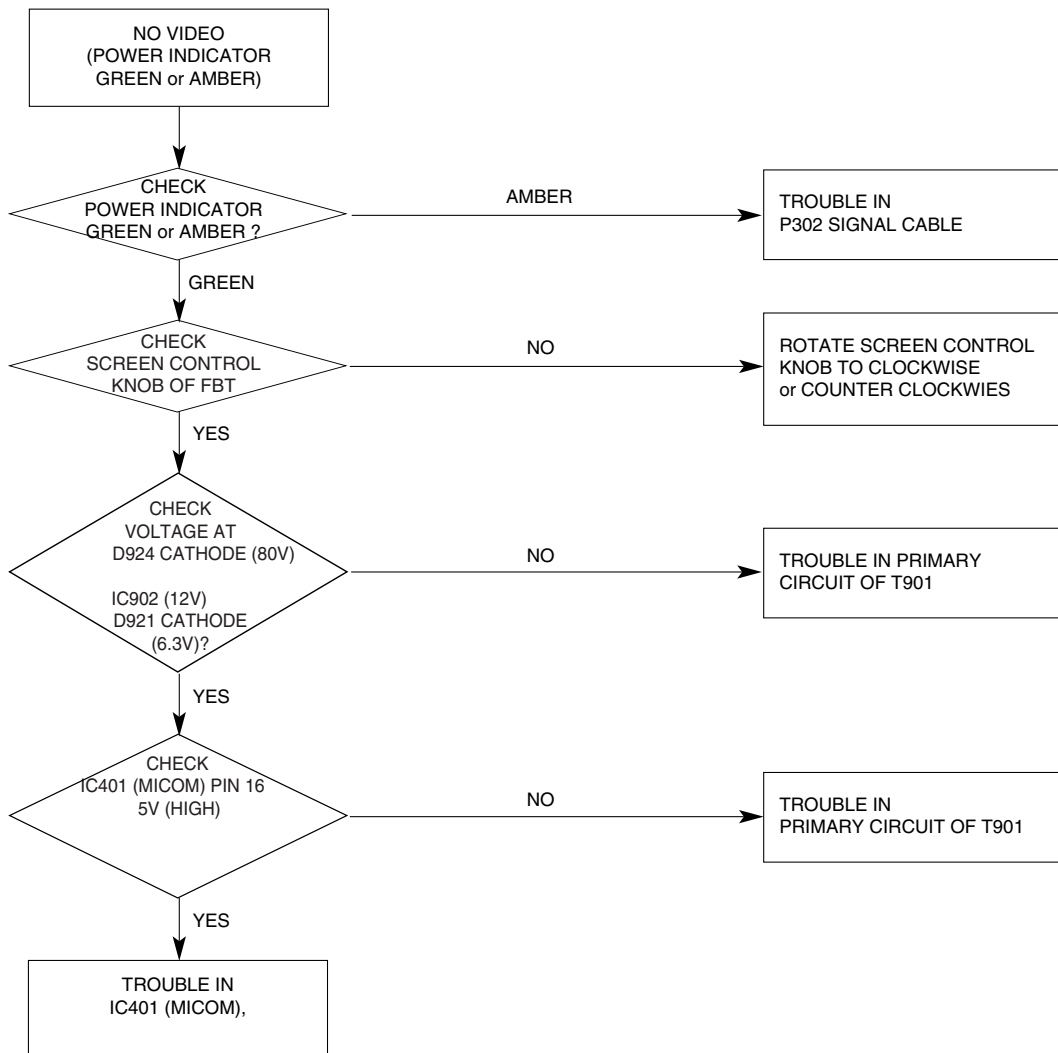 NO VIDEO
(POWER INDICATOR
GREEN or AMBER)
CHECK
POWER INDICATOR
GREEN or AMBER ?
AMBER
TROUBLE IN
P302 SIGNAL CABLE
GREEN
CHECK
SCREEN CONTROL
KNOB OF FBT
NO
ROTATE SCREEN CONTROL
KNOB TO CLOCKWISE
or COUNTER CLOCKWIES
YES
CHECK
VOLTAGE AT
D924 CATHODE (80V)
IC902 (12V)
D921 CATHODE
(6.3V)?
NO
TROUBLE IN PRIMARY
CIRCUIT OF T901
YES
CHECK
IC401 (MICOM) PIN 16
5V (HIGH)
NO
TROUBLE IN
PRIMARY CIRCUIT OF T901
YES
TROUBLE IN
IC401 (MICOM),